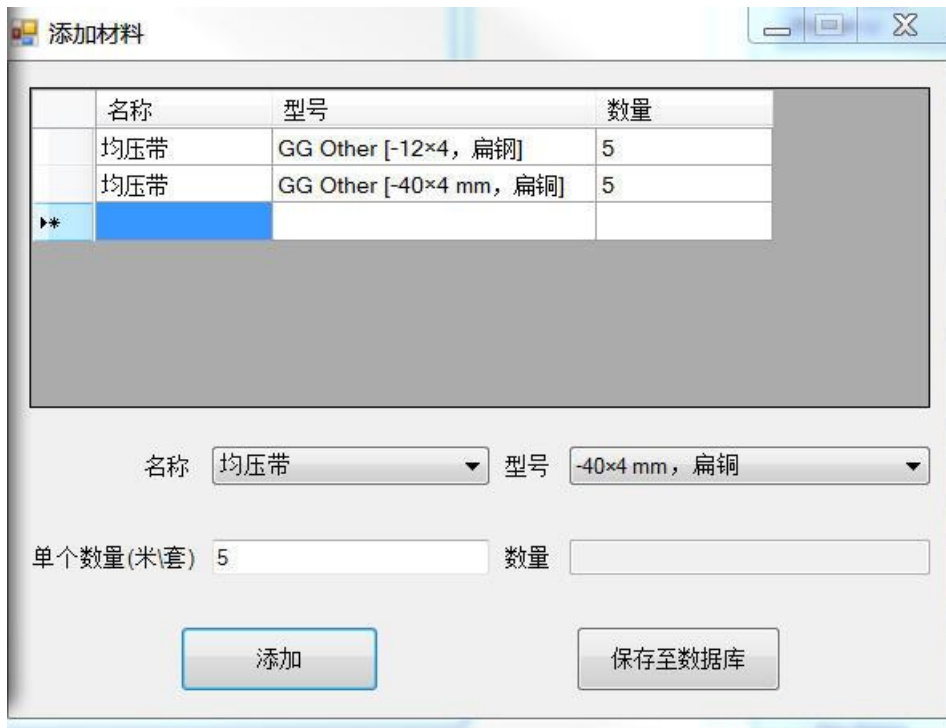 添加材料
名称 型号 数量
均压带 GG Other [-12×4，扁钢] 5
均压带 GG Other [-40×4 mm，扁铜] 5
名称 均压带 型号 -40×4 mm，扁铜
单个数量(米\套) 5 数量
添加 保存至数据库